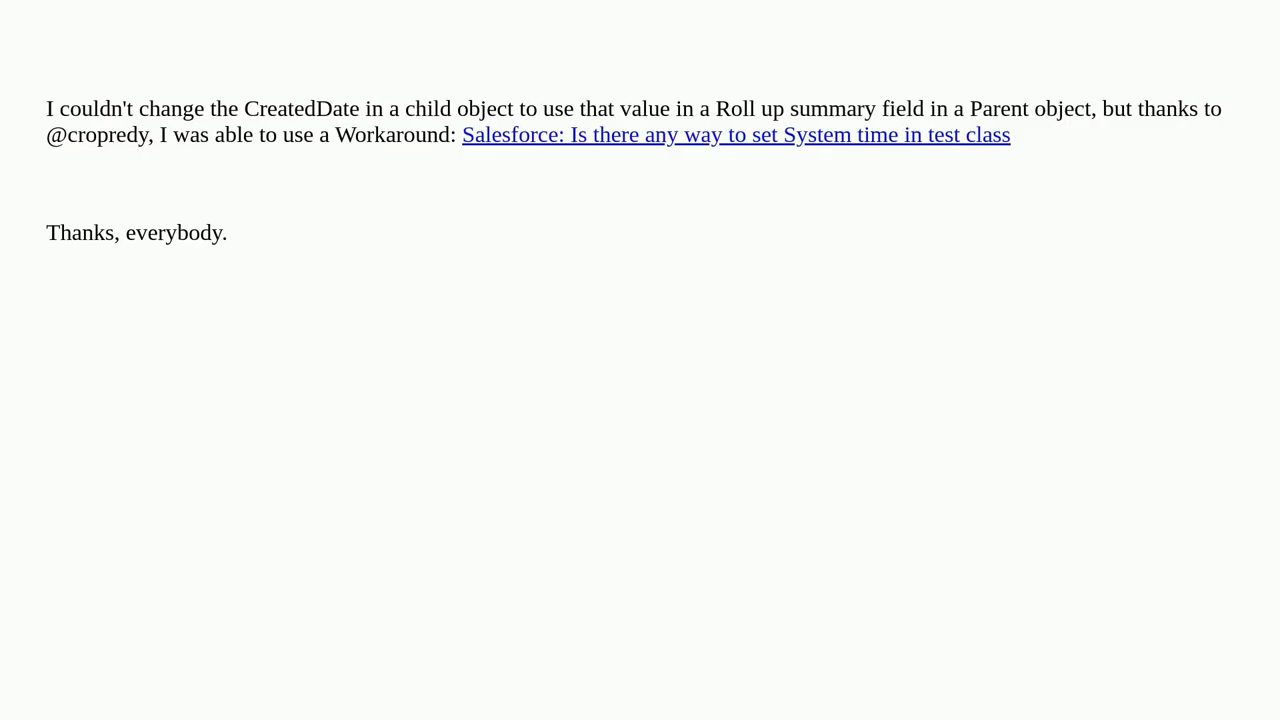 I couldn't change the CreatedDate in a child object to use that value in a Roll up summary field in a Parent object, but thanks to
@cropredy, I was able to use a Workaround: Salesforce: Is there any way to set System time in test class
Thanks, everybody.